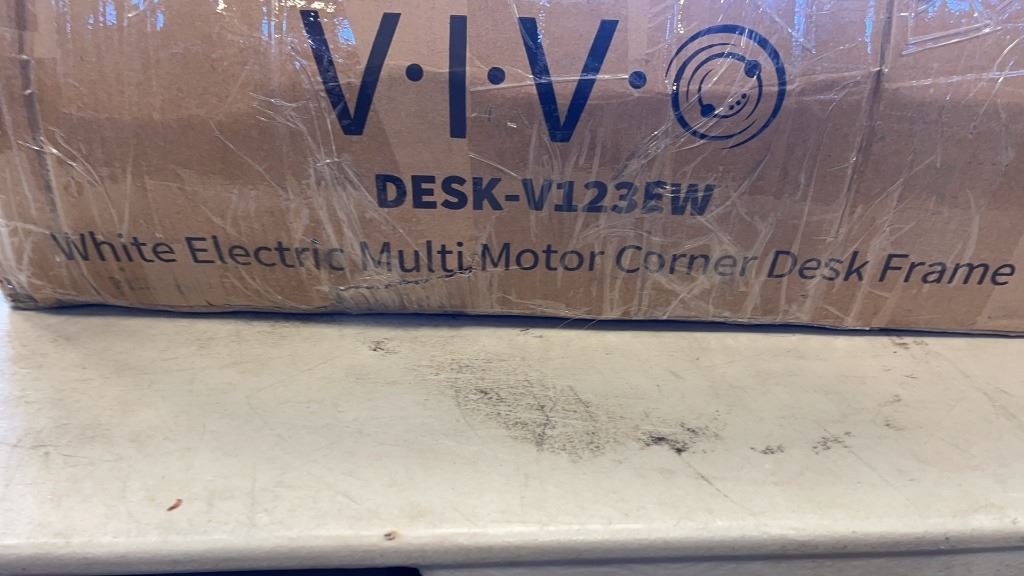 V·I·V·O
DESK-V123EW
White Electric Multi Motor Corner Desk Frame